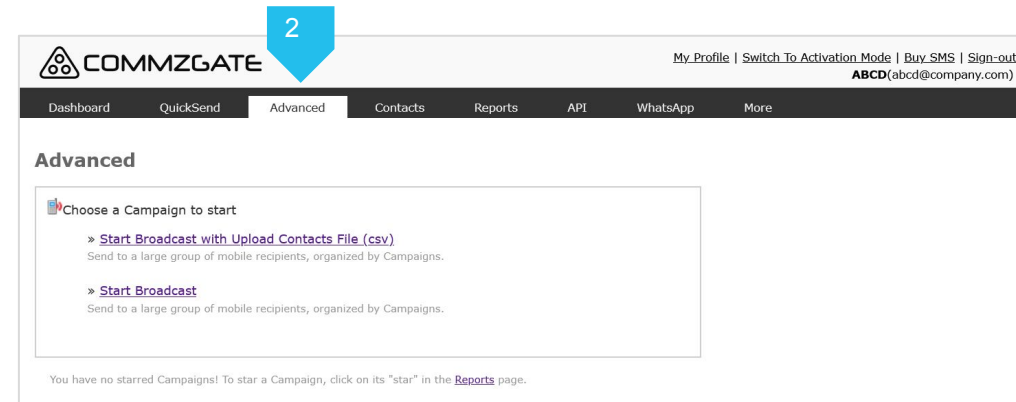 2
COMMZGATE
My Profile | Switch To Activation Mode | Buy SMS | Sign-out
ABCD(abcd@company.com)
Dashboard QuickSend Advanced Contacts Reports API WhatsApp More
Advanced
Choose a Campaign to start
» Start Broadcast with Upload Contacts File (csv)
Send to a large group of mobile recipients, organized by Campaigns.
» Start Broadcast
Send to a large group of mobile recipients, organized by Campaigns.
You have no starred Campaigns! To star a Campaign, click on its "star" in the Reports page.